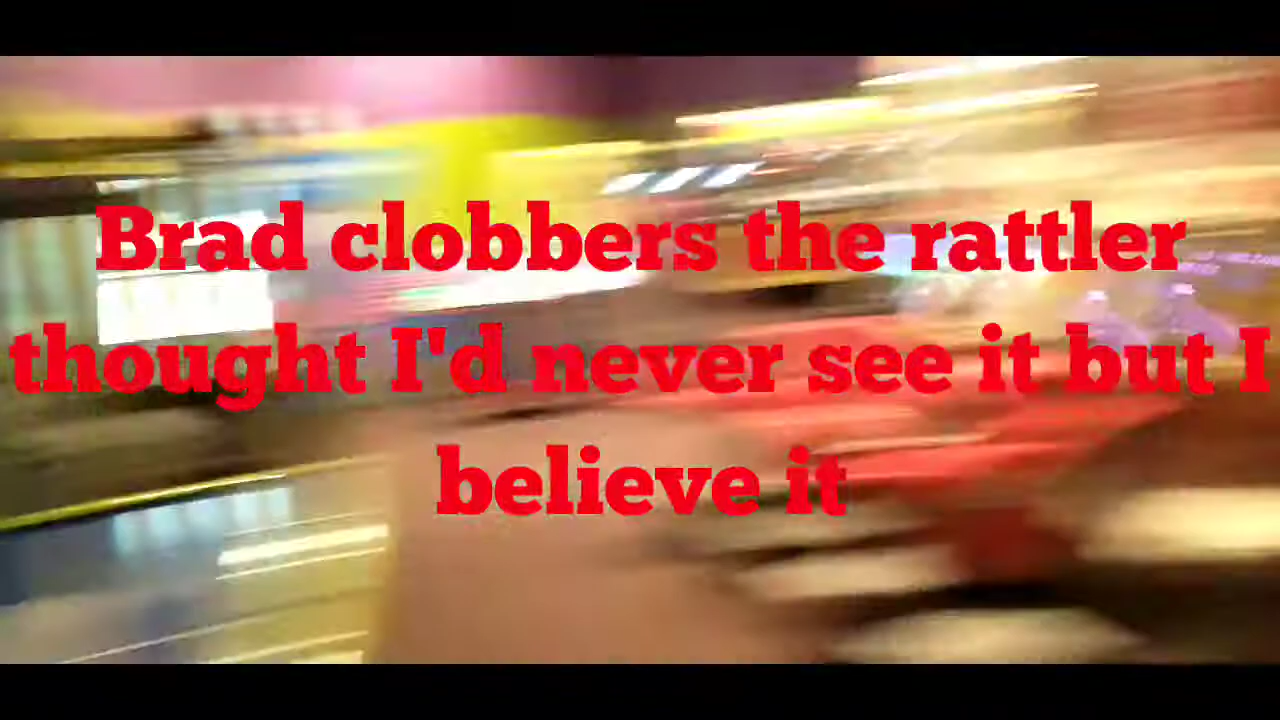 Brad clobbers the rattler
thought I'd never see it but I
believe it